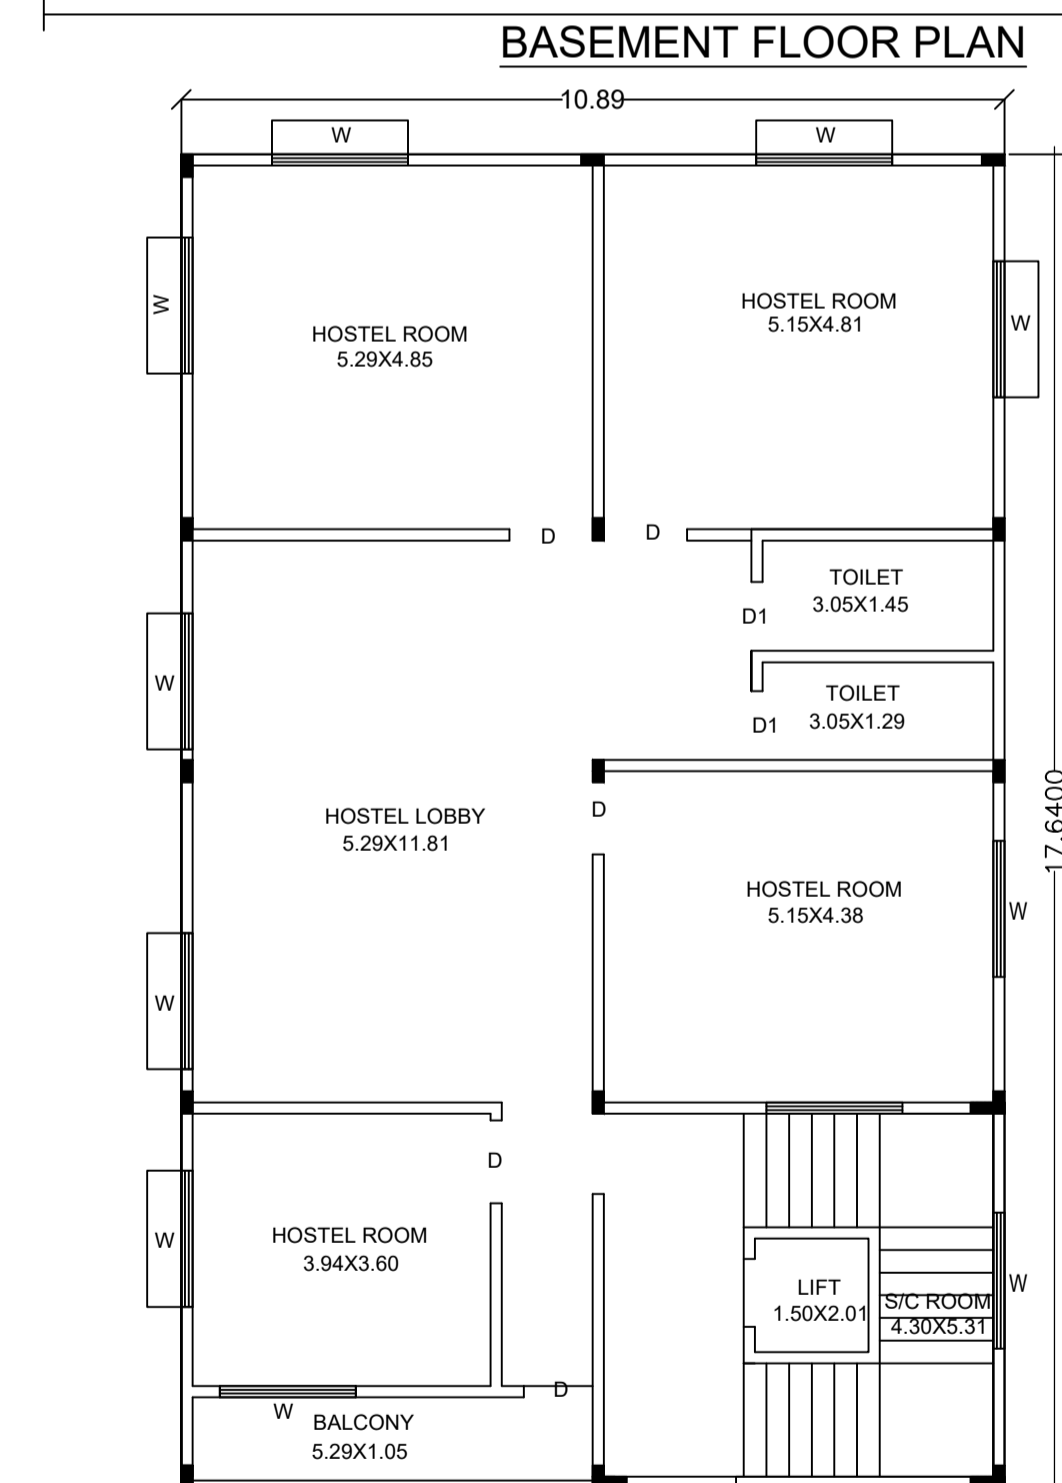 BASEMENT FLOOR PLAN
10.89
W
W
W
W
HOSTEL ROOM
5.29X4.85
HOSTEL ROOM
5.15X4.81
D
D
TOILET
3.05X1.45
D1
W
TOILET
3.05X1.29
D1
D
HOSTEL LOBBY
5.29X11.81
17.6400
HOSTEL ROOM
5.15X4.38
W
W
D
HOSTEL ROOM
3.94X3.60
W
LIFT
1.50X2.01
S/C ROOM
4.30X5.31
W
D
W
BALCONY
5.29X1.05